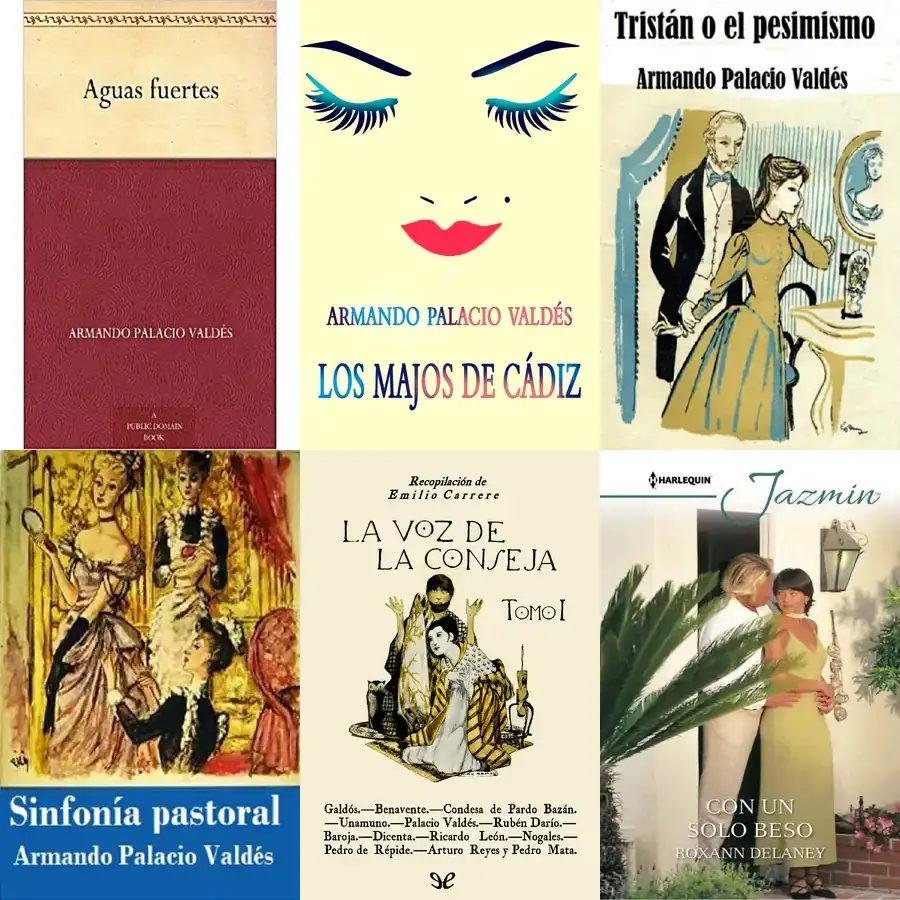 Aguas fuertes
ARMANDO PALACIO VALDÉS
A
PUBLIC DOMAIN
BOOK
ARMANDO PALACIO VALDÉS
LOS MAJOS DE CÁDIZ
Tristán o el pesimismo
Armando Palacio Valdés
Sinfonía pastoral
Armando Palacio Valdés
Recopilación de
Emilio Carrere
LA VOZ DE
LA CONSEJA
TOMO I
Galdós.—Benavente.—Condesa de Pardo Bazán.
—Unamuno.—Palacio Valdés.—Rubén Darío.—
Baroja.—Dicenta.—Ricardo León.—Nogales.—
Pedro de Répide.—Arturo Reyes y Pedro Mata.
HARLEQUIN
Jazmín
CON UN
SOLO BESO
ROXANN DELANEY